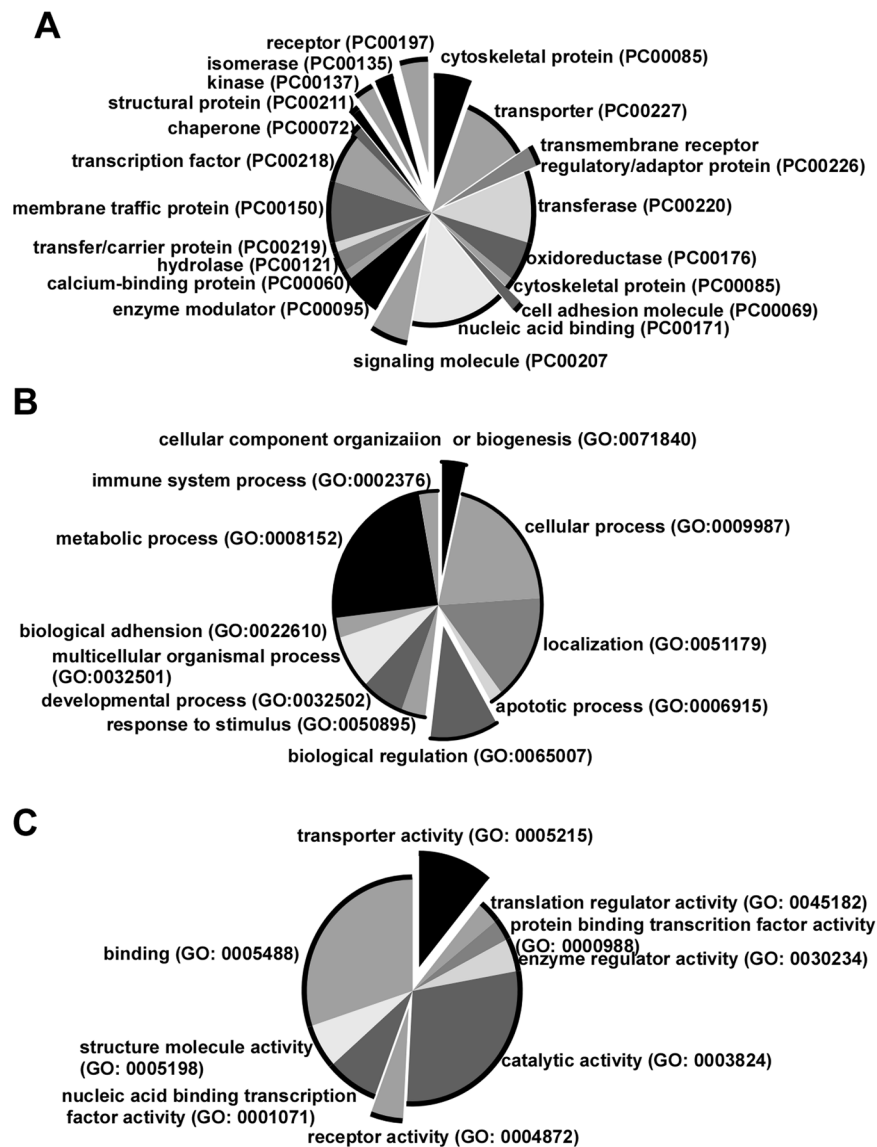 A
receptor (PC00197)
cytoskeletal protein (PC00085)
isomerase (PC00135)
kinase (PC00137)
structural protein (PC00211)
transporter (PC00227)
chaperone (PC00072)
transmembrane receptor
regulatory/adaptor protein (PC00226)
transcription factor (PC00218)
membrane traffic protein (PC00150)
transferase (PC00220)
transfer/carrier protein (PC00219)
oxidoreductase (PC00176)
hydrolase (PC00121)
calcium-binding protein (PC00060)
cytoskeletal protein (PC00085)
enzyme modulator (PC00095)
cell adhesion molecule (PC00069)
nucleic acid binding (PC00171)
signaling molecule (PC00207
B
cellular component organizaiion or biogenesis (GO:0071840)
immune system process (GO:0002376)
cellular process (GO:0009987)
metabolic process (GO:0008152)
biological adhension (GO:0022610)
localization (GO:0051179)
multicellular organismal process
(GO:0032501)
developmental process (GO:0032502)
apototic process (GO:0006915)
response to stimulus (GO:0050895)
biological regulation (GO:0065007)
C
transporter activity (GO: 0005215)
translation regulator activity (GO: 0045182)
protein binding transcrition factor activity
(GO: 0000988)
binding (GO: 0005488)
enzyme regulator activity (GO: 0030234)
structure molecule activity
(GO: 0005198)
catalytic activity (GO: 0003824)
nucleic acid binding transcription
factor activity (GO: 0001071)
receptor activity (GO: 0004872)